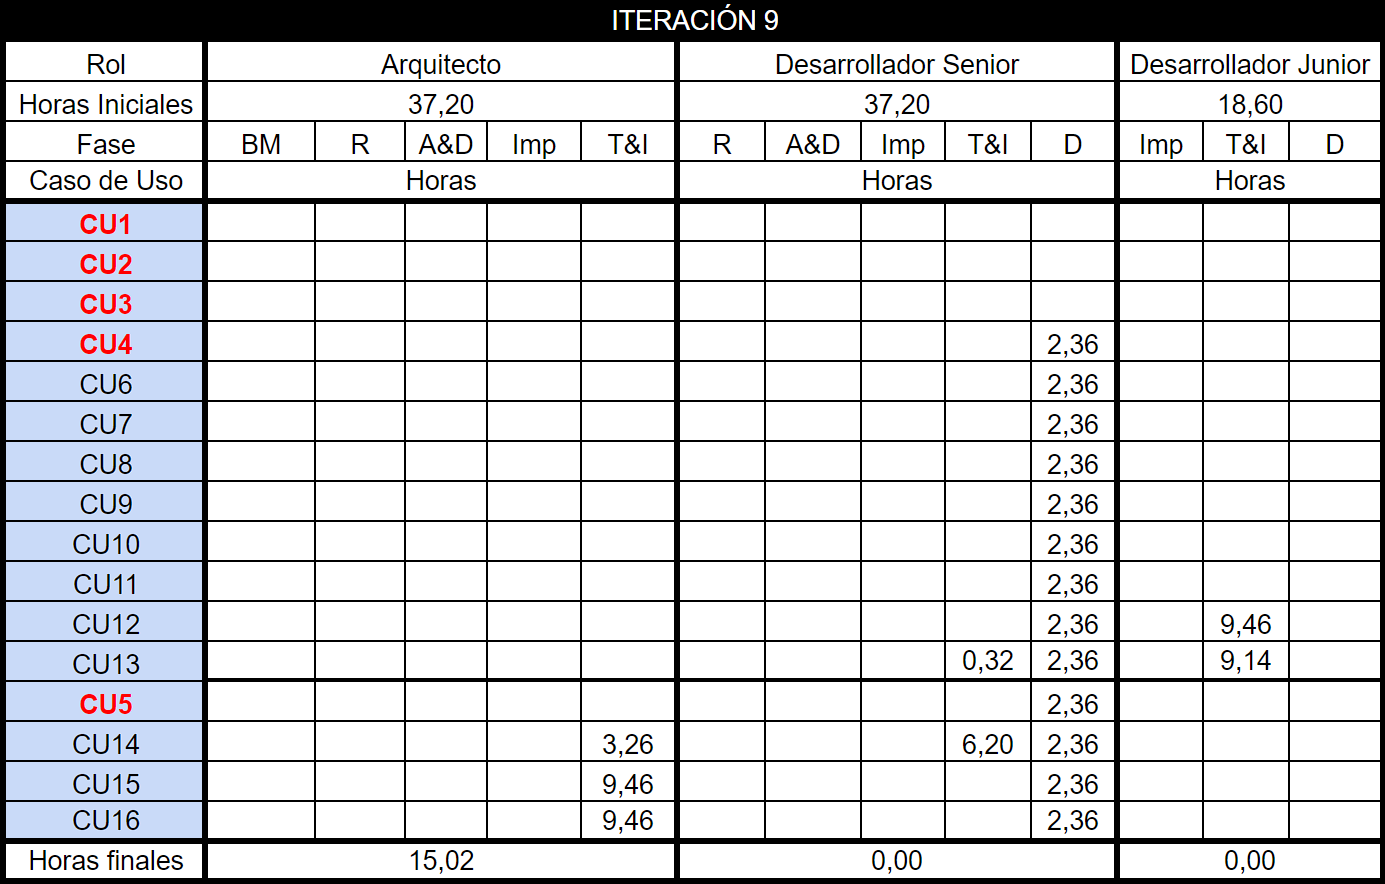 ITERACIÓN 9
Rol Arquitecto Desarrollador Senior Desarrollador Junior
Horas Iniciales 37,20 37,20 18,60
Fase BM R A&D Imp T&I R A&D Imp T&I D Imp T&I D
Caso de Uso Horas Horas Horas
CU1
CU2
CU3
CU4 2,36
CU6 2,36
CU7 2,36
CU8 2,36
CU9 2,36
CU10 2,36
CU11 2,36
CU12 2,36 9,46
CU13 0,32 2,36 9,14
CU5 2,36
CU14 3,26 6,20 2,36
CU15 9,46 2,36
CU16 9,46 2,36
Horas finales 15,02 0,00 0,00